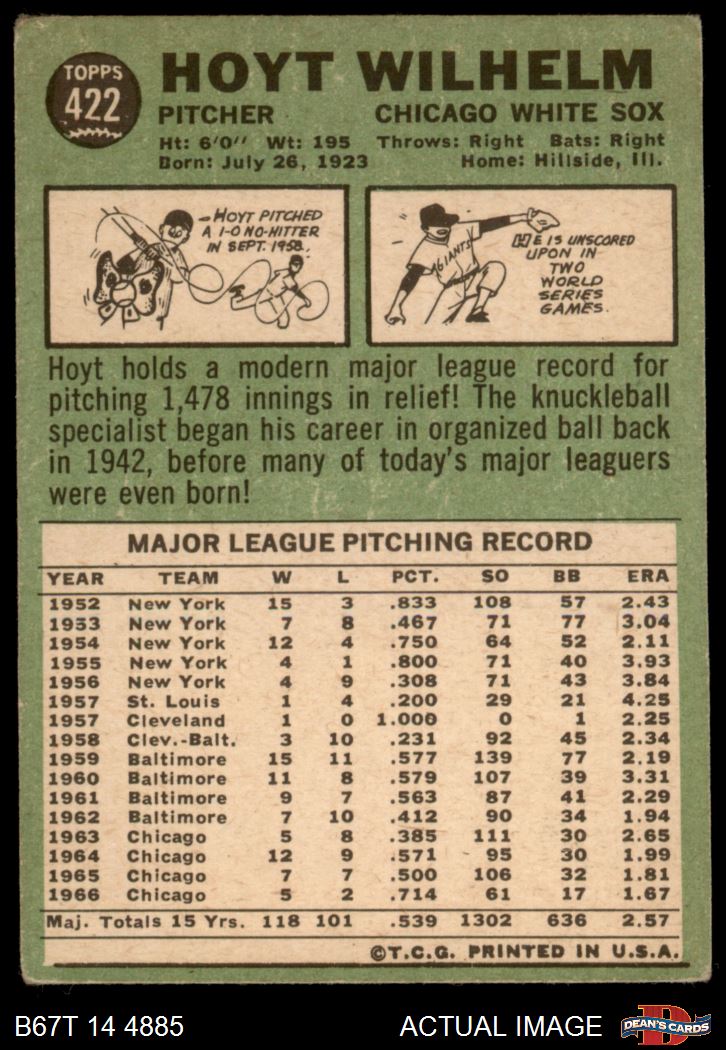 TOPPS
422
HOYT WILHELM
PITCHER CHICAGO WHITE SOX
Ht: 6'0" Wt: 195 Throws: Right Bats: Right
Born: July 26, 1923 Home: Hillside, Ill.
HOYT PITCHED
A 1-0 NO-HITTER
IN SEPT. 1958.
GIANTS
HE IS UNSCORED
UPON IN
TWO
WORLD
SERIES
GAMES.
Hoyt holds a modern major league record for
pitching 1,478 innings in relief! The knuckleball
specialist began his career in organized ball back
in 1942, before many of today's major leaguers
were even born!
MAJOR LEAGUE PITCHING RECORD
YEAR TEAM W L PCT. SO BB ERA
1952 New York 15 3 .833 108 57 2.43
1953 New York 7 8 .467 71 77 3.04
1954 New York 12 4 .750 64 52 2.11
1955 New York 4 1 .800 71 40 3.93
1956 New York 4 9 .308 71 43 3.84
1957 St. Louis 1 4 .200 29 21 4.25
1957 Cleveland 1 0 1.000 0 1 2.25
1958 Clev.-Balt. 3 10 .231 92 45 2.34
1959 Baltimore 15 11 .577 139 77 2.19
1960 Baltimore 11 8 .579 107 39 3.31
1961 Baltimore 9 7 .563 87 41 2.29
1962 Baltimore 7 10 .412 90 34 1.94
1963 Chicago 5 8 .385 111 30 2.65
1964 Chicago 12 9 .571 95 30 1.99
1965 Chicago 7 7 .500 106 32 1.81
1966 Chicago 5 2 .714 61 17 1.67
Maj. Totals 15 Yrs. 118 101 .539 1302 636 2.57
©T.C.G. PRINTED IN U.S.A.
B67T 14 4885 ACTUAL IMAGE
D
DEAN'S CARDS